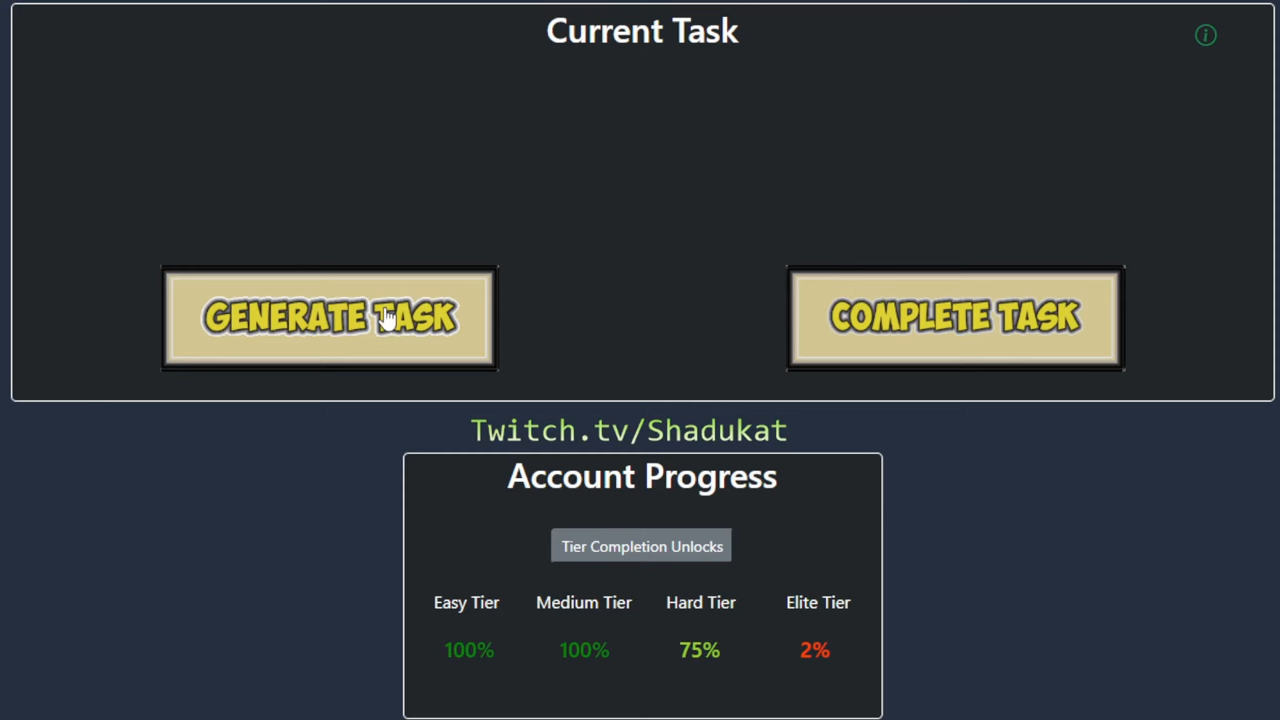 Current Task
GENERATE TASK
COMPLETE TASK
Twitch.tv/Shadukat
Account Progress
Tier Completion Unlocks
Easy Tier Medium Tier Hard Tier Elite Tier
100% 100% 75% 2%